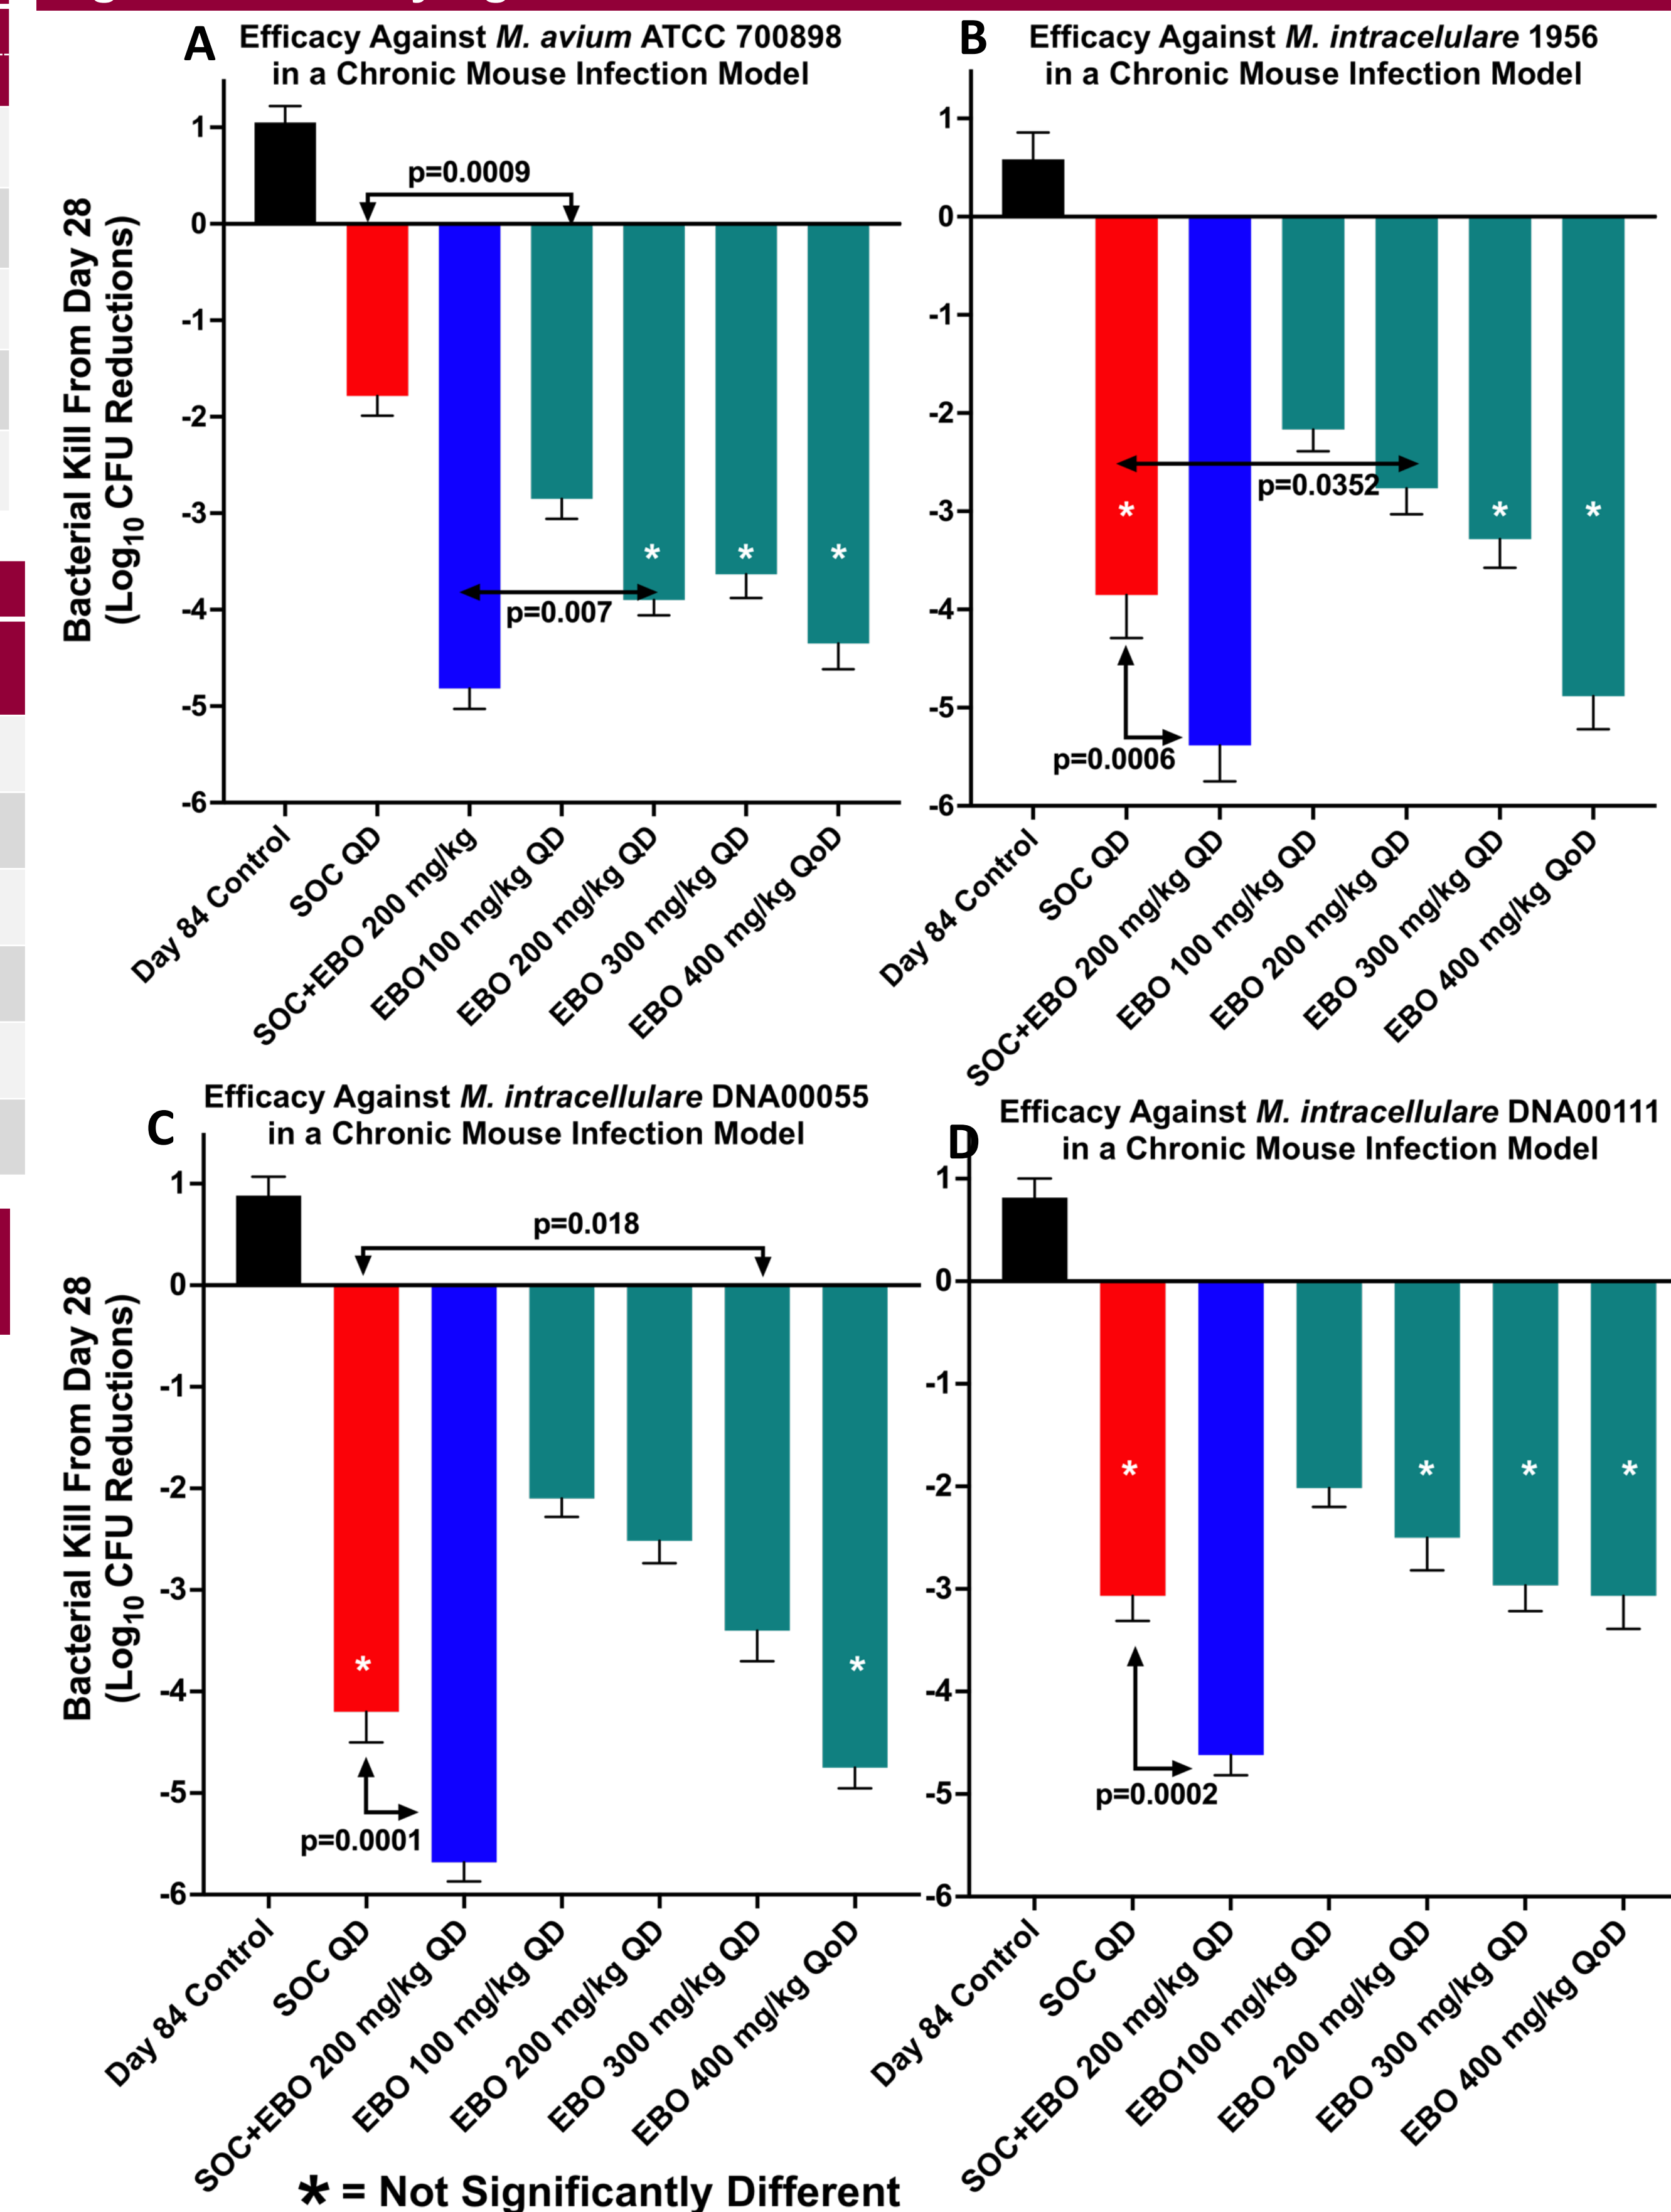 A
Efficacy Against M. avium ATCC 700898
in a Chronic Mouse Infection Model
Bacterial Kill From Day 28
(Log10 CFU Reductions)
1
0
-1
-2
-3
-4
-5
-6
p=0.0009
*
*
*
p=0.007
Day 84 Control
SOC QD
SOC+EBO 200 mg/kg
EBO100 mg/kg QD
EBO 200 mg/kg QD
EBO 300 mg/kg QD
EBO 400 mg/kg QoD
B
Efficacy Against M. intracelulare 1956
in a Chronic Mouse Infection Model
1
0
-1
-2
-3
-4
-5
-6
p=0.0352
*
*
*
p=0.0006
Day 84 Control
SOC QD
SOC+EBO 200 mg/kg QD
EBO 100 mg/kg QD
EBO 200 mg/kg QD
EBO 300 mg/kg QD
EBO 400 mg/kg QoD
C
Efficacy Against M. intracellulare DNA00055
in a Chronic Mouse Infection Model
Bacterial Kill From Day 28
(Log10 CFU Reductions)
1
0
-1
-2
-3
-4
-5
-6
p=0.018
*
*
p=0.0001
Day 84 Control
SOC QD
SOC+EBO 200 mg/kg QD
EBO 100 mg/kg QD
EBO 200 mg/kg QD
EBO 300 mg/kg QD
EBO 400 mg/kg QoD
D
Efficacy Against M. intracellulare DNA00111
in a Chronic Mouse Infection Model
1
0
-1
-2
-3
-4
-5
-6
*
*
*
*
p=0.0002
Day 84 Control
SOC QD
SOC+EBO 200 mg/kg QD
EBO100 mg/kg QD
EBO 200 mg/kg QD
EBO 300 mg/kg QD
EBO 400 mg/kg QoD
* = Not Significantly Different